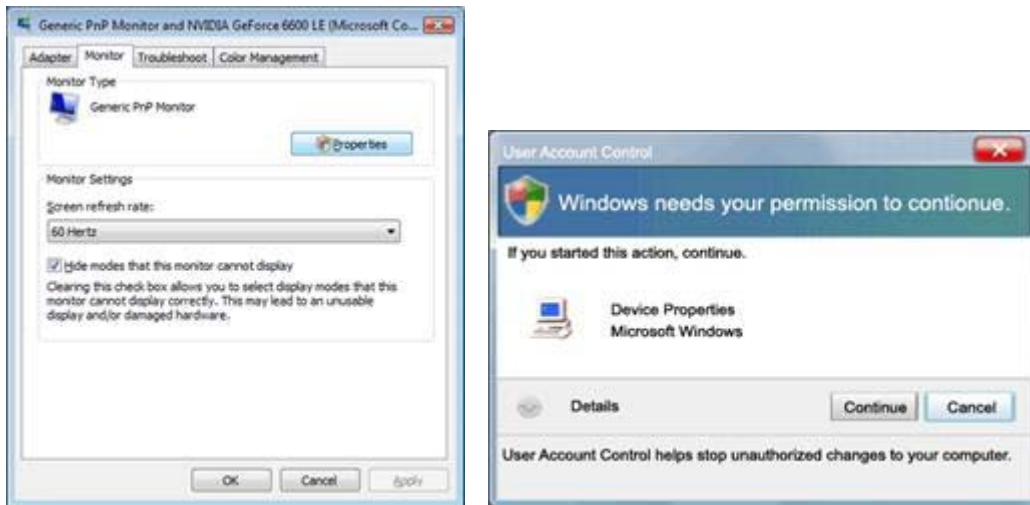 Generic PnP Monitor and NVIDIA GeForce 6600 LE (Microsoft Co...
Adapter Monitor Troubleshoot Color Management
Monitor Type
Generic PnP Monitor
Properties
Monitor Settings
Screen refresh rate:
60 Hertz
Hide modes that this monitor cannot display
Clearing this check box allows you to select display modes that this
monitor cannot display correctly. This may lead to an unusable
display and/or damaged hardware.
OK Cancel Apply
User Account Control
Windows needs your permission to contionue.
If you started this action, continue.
Device Properties
Microsoft Windows
Details Continue Cancel
User Account Control helps stop unauthorized changes to your computer.